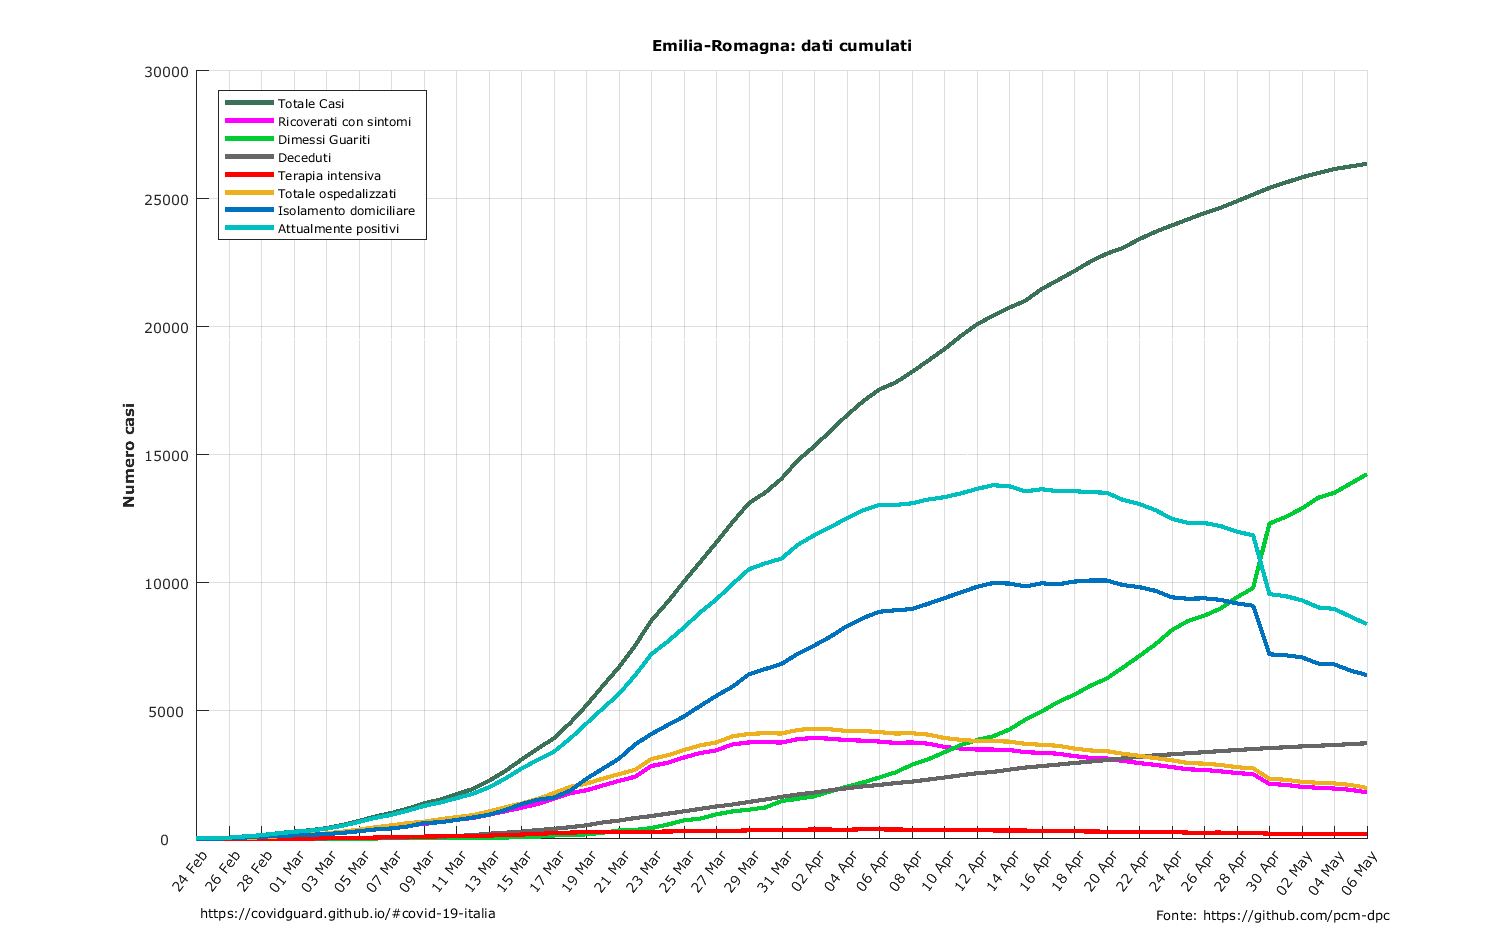 Emilia-Romagna: dati cumulati
30000
25000
20000
15000
10000
5000
0
Numero casi
Totale Casi
Ricoverati con sintomi
Dimessi Guariti
Deceduti
Terapia intensiva
Totale ospedalizzati
Isolamento domiciliare
Attualmente positivi
24 Feb
26 Feb
28 Feb
01 Mar
03 Mar
05 Mar
07 Mar
09 Mar
11 Mar
13 Mar
15 Mar
17 Mar
19 Mar
21 Mar
23 Mar
25 Mar
27 Mar
29 Mar
31 Mar
02 Apr
04 Apr
06 Apr
08 Apr
10 Apr
12 Apr
14 Apr
16 Apr
18 Apr
20 Apr
22 Apr
24 Apr
26 Apr
28 Apr
30 Apr
02 May
04 May
06 May
https://covidguard.github.io/#covid-19-italia
Fonte: https://github.com/pcm-dpc